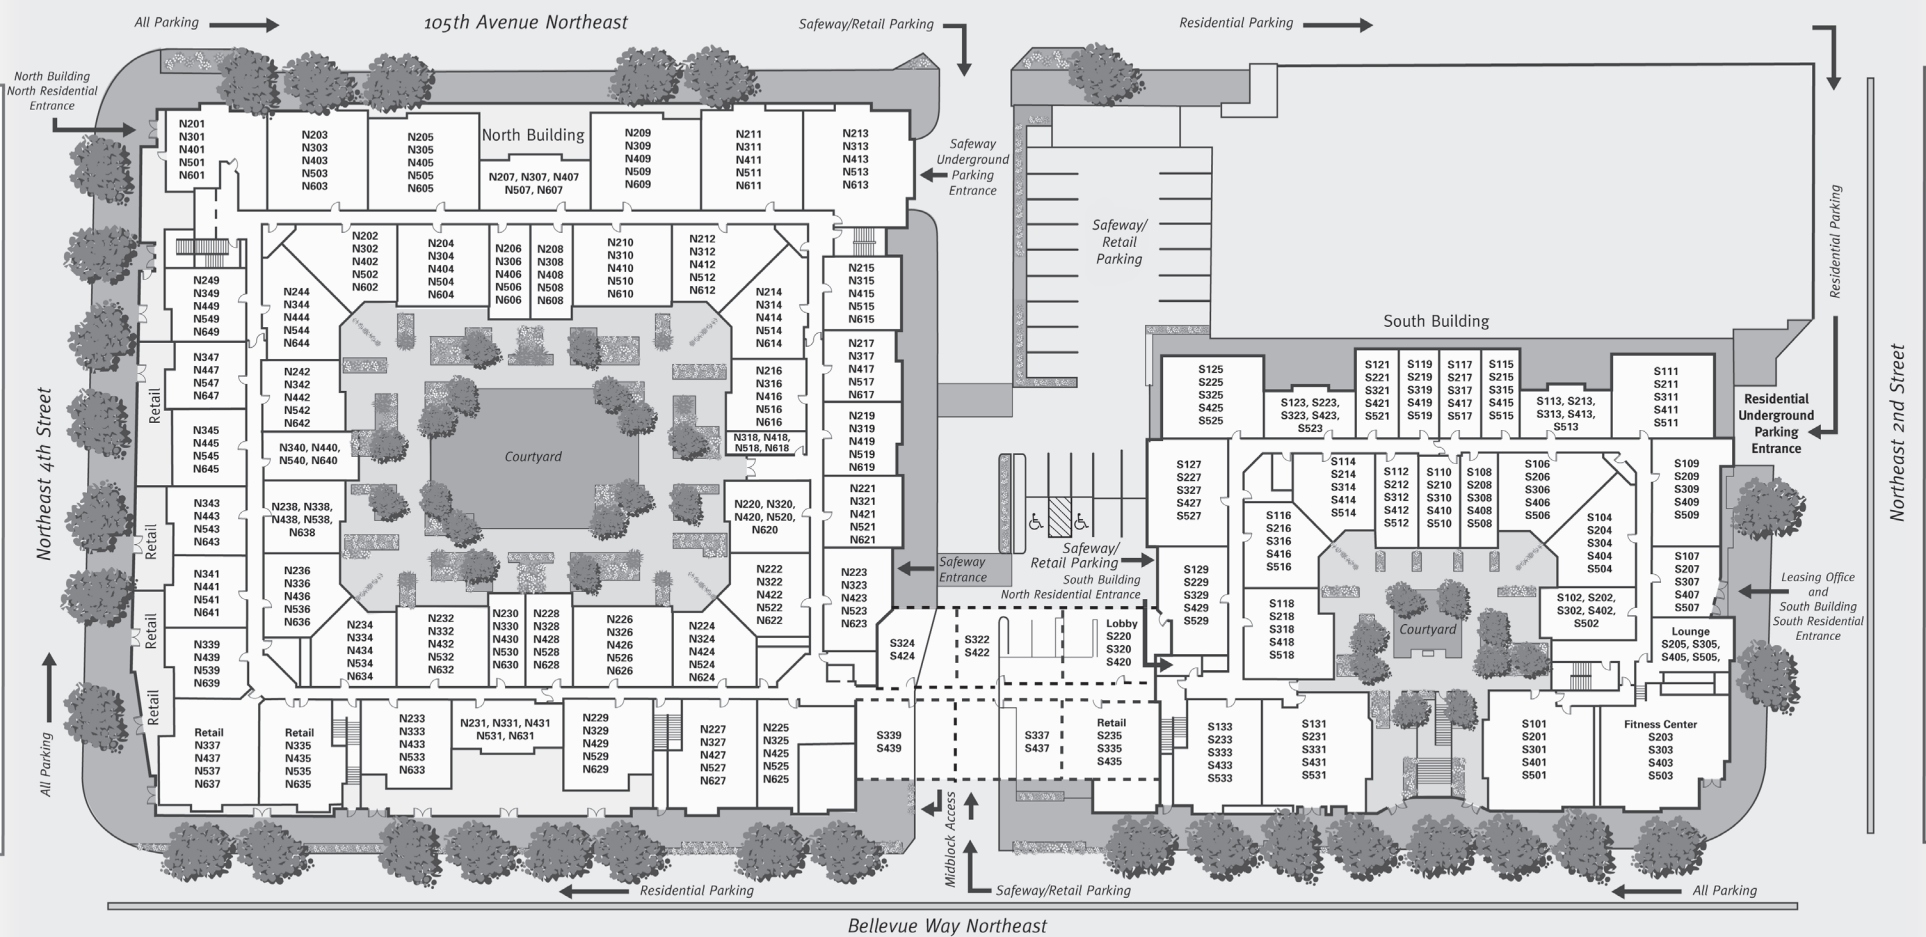 All Parking
105th Avenue Northeast
Safeway/Retail Parking
Residential Parking
North Building
North Residential
Entrance
N201
N301
N401
N501
N601
N203
N303
N403
N503
N603
N205
N305
N405
N505
N605
North Building
N207, N307, N407
N507, N607
N209
N309
N409
N509
N609
N211
N311
N411
N511
N611
N213
N313
N413
N513
N613
Safeway
Underground
Parking
Entrance
N202
N302
N402
N502
N602
N204
N304
N404
N504
N604
N206
N306
N406
N506
N606
N208
N308
N408
N508
N608
N210
N310
N410
N510
N610
N212
N312
N412
N512
N612
N214
N314
N414
N514
N614
N215
N315
N415
N515
N615
N249
N349
N449
N549
N649
N244
N344
N444
N544
N644
N347
N447
N547
N647
Retail
N242
N342
N442
N542
N642
N216
N316
N416
N516
N616
N217
N317
N417
N517
N617
N345
N445
N545
N645
N340, N440,
N540, N640
Courtyard
N318, N418,
N518, N618
N219
N319
N419
N519
N619
N343
N443
N543
N643
Retail
N238, N338,
N438, N538,
N638
N220, N320,
N420, N520,
N620
N221
N321
N421
N521
N621
N341
N441
N541
N641
Retail
N236
N336
N436
N536
N636
N222
N322
N422
N522
N622
N223
N323
N423
N523
N623
Safeway
Entrance
N339
N439
N539
N639
Retail
N234
N334
N434
N534
N634
N232
N332
N432
N532
N632
N230
N330
N430
N530
N630
N228
N328
N428
N528
N628
N226
N326
N426
N526
N626
N224
N324
N424
N524
N624
Retail
N337
N437
N537
N637
Retail
N335
N435
N535
N635
N233
N333
N433
N533
N633
N231, N331, N431
N531, N631
N229
N329
N429
N529
N629
N227
N327
N427
N527
N627
N225
N325
N425
N525
N625
Northeast 4th Street
All Parking
Safeway/
Retail
Parking
Residential Parking
South Building
S125
S225
S325
S425
S525
S123, S223,
S323, S423,
S523
S121
S221
S321
S421
S521
S119
S219
S319
S419
S519
S117
S217
S317
S417
S517
S115
S215
S315
S415
S515
S113, S213,
S313, S413,
S513
S111
S211
S311
S411
S511
Residential
Underground
Parking
Entrance
Northeast 2nd Street
S127
S227
S327
S427
S527
S114
S214
S314
S414
S514
S112
S212
S312
S412
S512
S110
S210
S310
S410
S510
S108
S208
S308
S408
S508
S106
S206
S306
S406
S506
S109
S209
S309
S409
S509
S116
S216
S316
S416
S516
S104
S204
S304
S404
S504
Safeway/
Retail Parking
South Building
North Residential Entrance
S129
S229
S329
S429
S529
S118
S218
S318
S418
S518
Courtyard
S102, S202,
S302, S402,
S502
S107
S207
S307
S407
S507
Leasing Office
and
South Building
South Residential
Entrance
Lounge
S205, S305,
S405, S505,
S324
S424
S322
S422
Lobby
S220
S320
S420
S339
S439
S337
S437
Retail
S235
S335
S435
S133
S233
S333
S433
S533
S131
S231
S331
S431
S531
S101
S201
S301
S401
S501
Fitness Center
S203
S303
S403
S503
Midblock Access
Residential Parking
Safeway/Retail Parking
All Parking
Bellevue Way Northeast